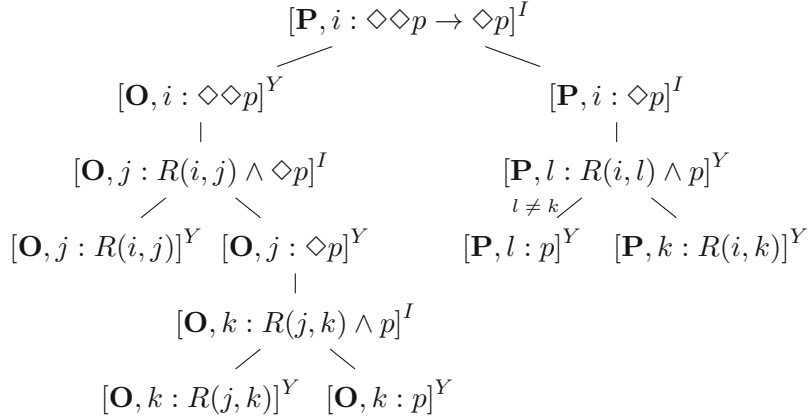 [P, i : ◇◇p → ◇p]^I
[O, i : ◇◇p]^Y [P, i : ◇p]^I
[O, j : R(i, j) ∧ ◇p]^I [P, l : R(i, l) ∧ p]^Y
l ≠ k
[O, j : R(i, j)]^Y [O, j : ◇p]^Y [P, l : p]^Y [P, k : R(i, k)]^Y
[O, k : R(j, k) ∧ p]^I
[O, k : R(j, k)]^Y [O, k : p]^Y